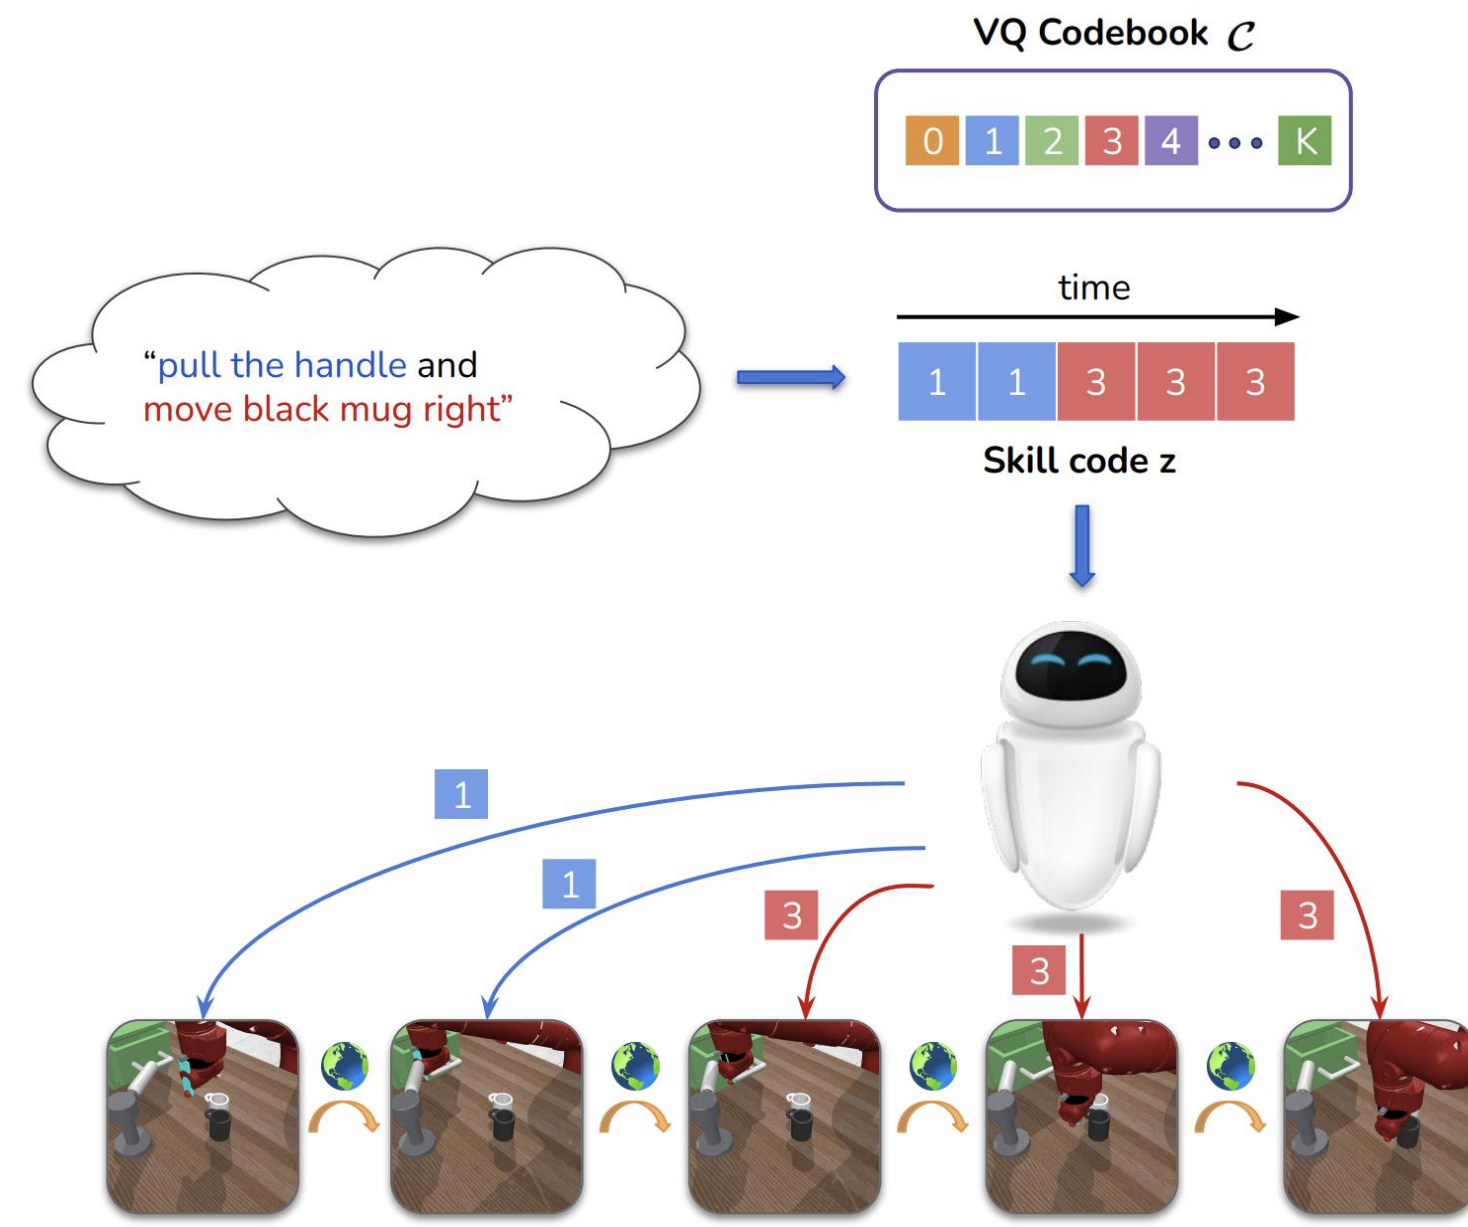 VQ Codebook 𝒞
0 1 2 3 4 ••• K
time
“pull the handle and
move black mug right”
1 1 3 3 3
Skill code z
1
1
3
3
3